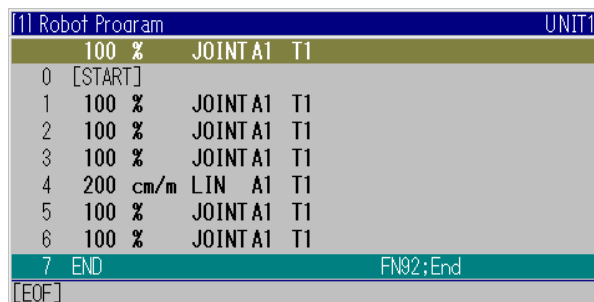 [1] Robot Program UNIT1
100 % JOINT A1 T1
0 [START]
1 100 % JOINT A1 T1
2 100 % JOINT A1 T1
3 100 % JOINT A1 T1
4 200 cm/m LIN A1 T1
5 100 % JOINT A1 T1
6 100 % JOINT A1 T1
7 END FN92;End
[EOF]